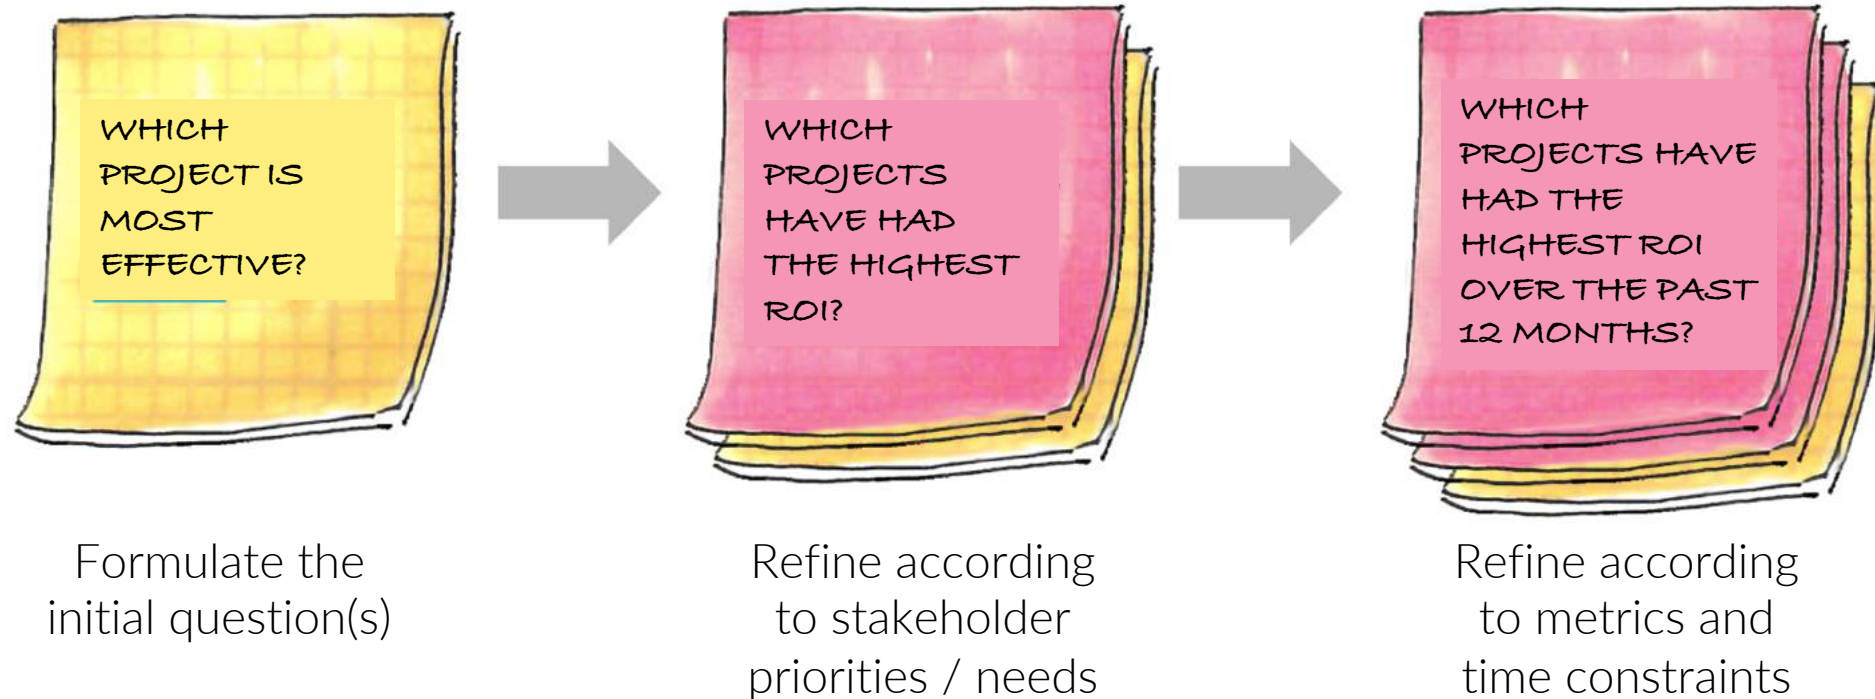 WHICH
PROJECT IS
MOST
EFFECTIVE?
Formulate the
initial question(s)
WHICH
PROJECTS
HAVE HAD
THE HIGHEST
ROI?
Refine according
to stakeholder
priorities / needs
WHICH
PROJECTS HAVE
HAD THE
HIGHEST ROI
OVER THE PAST
12 MONTHS?
Refine according
to metrics and
time constraints